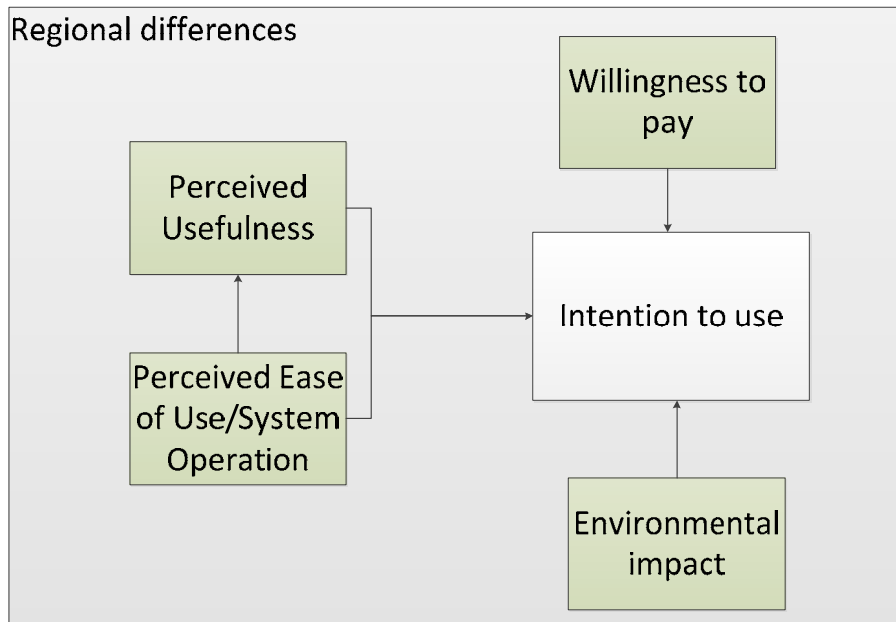 Regional differences
Willingness to
pay
Perceived
Usefulness
Intention to use
Perceived Ease
of Use/System
Operation
Environmental
impact